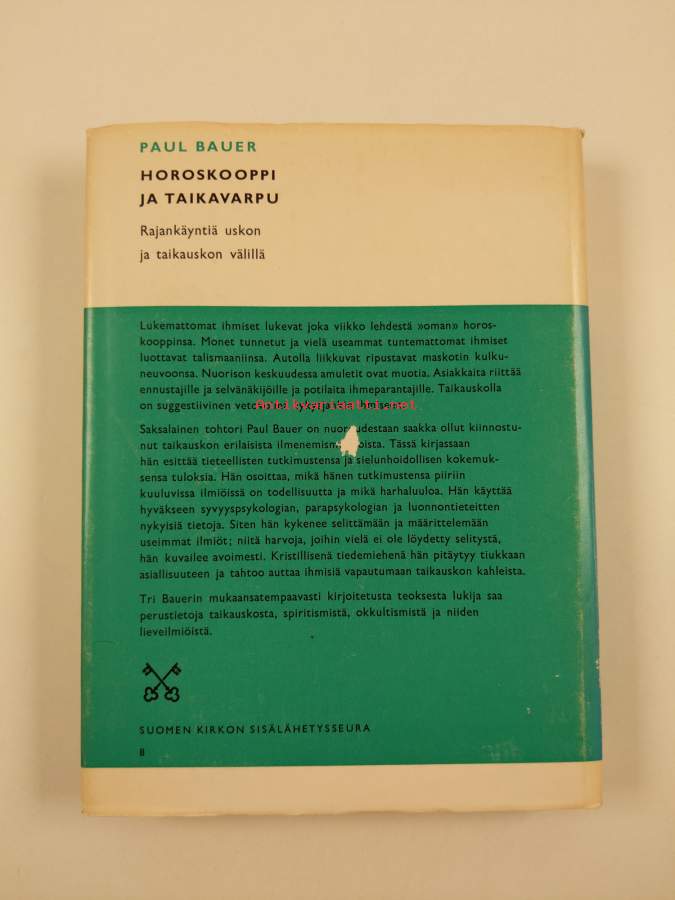 PAUL BAUER
HOROSKOOPPI
JA TAIKAVARPU
Rajankäyntiä uskon
ja taikauskon välillä
Lukemattomat ihmiset lukevat joka viikko lehdestä »oman» horos-
kooppinsa. Monet tunnetut ja vielä useammat tuntemattomat ihmiset
luottavat talismaaniinsa. Autolla liikkuvat ripustavat maskotin kulku-
neuvoonsa. Nuorison keskuudessa amuletit ovat muotia. Asiakkaita riittää
ennustajille ja selvänäkijöille ja potilaita ihmeparantajille. Taikauskolla
on suggestiivinen
Antikvariaatti.net
Saksalainen tohtori Paul Bauer on nuoruudestaan saakka ollut kiinnostu-
nut taikauskon erilaisista
hän esittää tieteellisten tutkimustensa ja sielunhoidollisen kokemuk-
sensa tuloksia. Hän osoittaa, mikä hänen tutkimustensa piiriin
kuuluvissa ilmiöissä on todellisuutta ja mikä harhaluuloa. Hän käyttää
hyväkseen syvyyspsykologian, parapsykologian ja luonnontieteitten
nykyisiä tietoja. Siten hän kykenee selittämään ja määrittelemään
useimmat ilmiöt; niitä harvoja, joihin vielä ei ole löydetty selitystä,
hän kuvailee avoimesti. Kristillisenä tiedemiehenä hän pitäytyy tiukkaan
asiallisuuteen ja tahtoo auttaa ihmisiä vapautumaan taikauskon kahleista.
Tri Bauerin mukaansatempaavasti kirjoitetusta teoksesta lukija saa
perustietoja taikauskosta, spiritismistä, okkultismista ja niiden
lieveilmiöistä.
SUOMEN KIRKON SISÄLÄHETYSSEURA
8